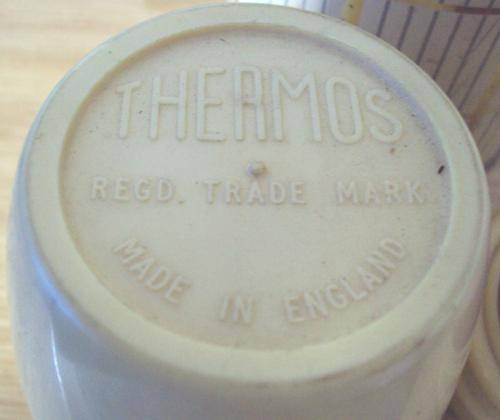 THERMOS
REGD. TRADE MARK
MADE IN ENGLAND